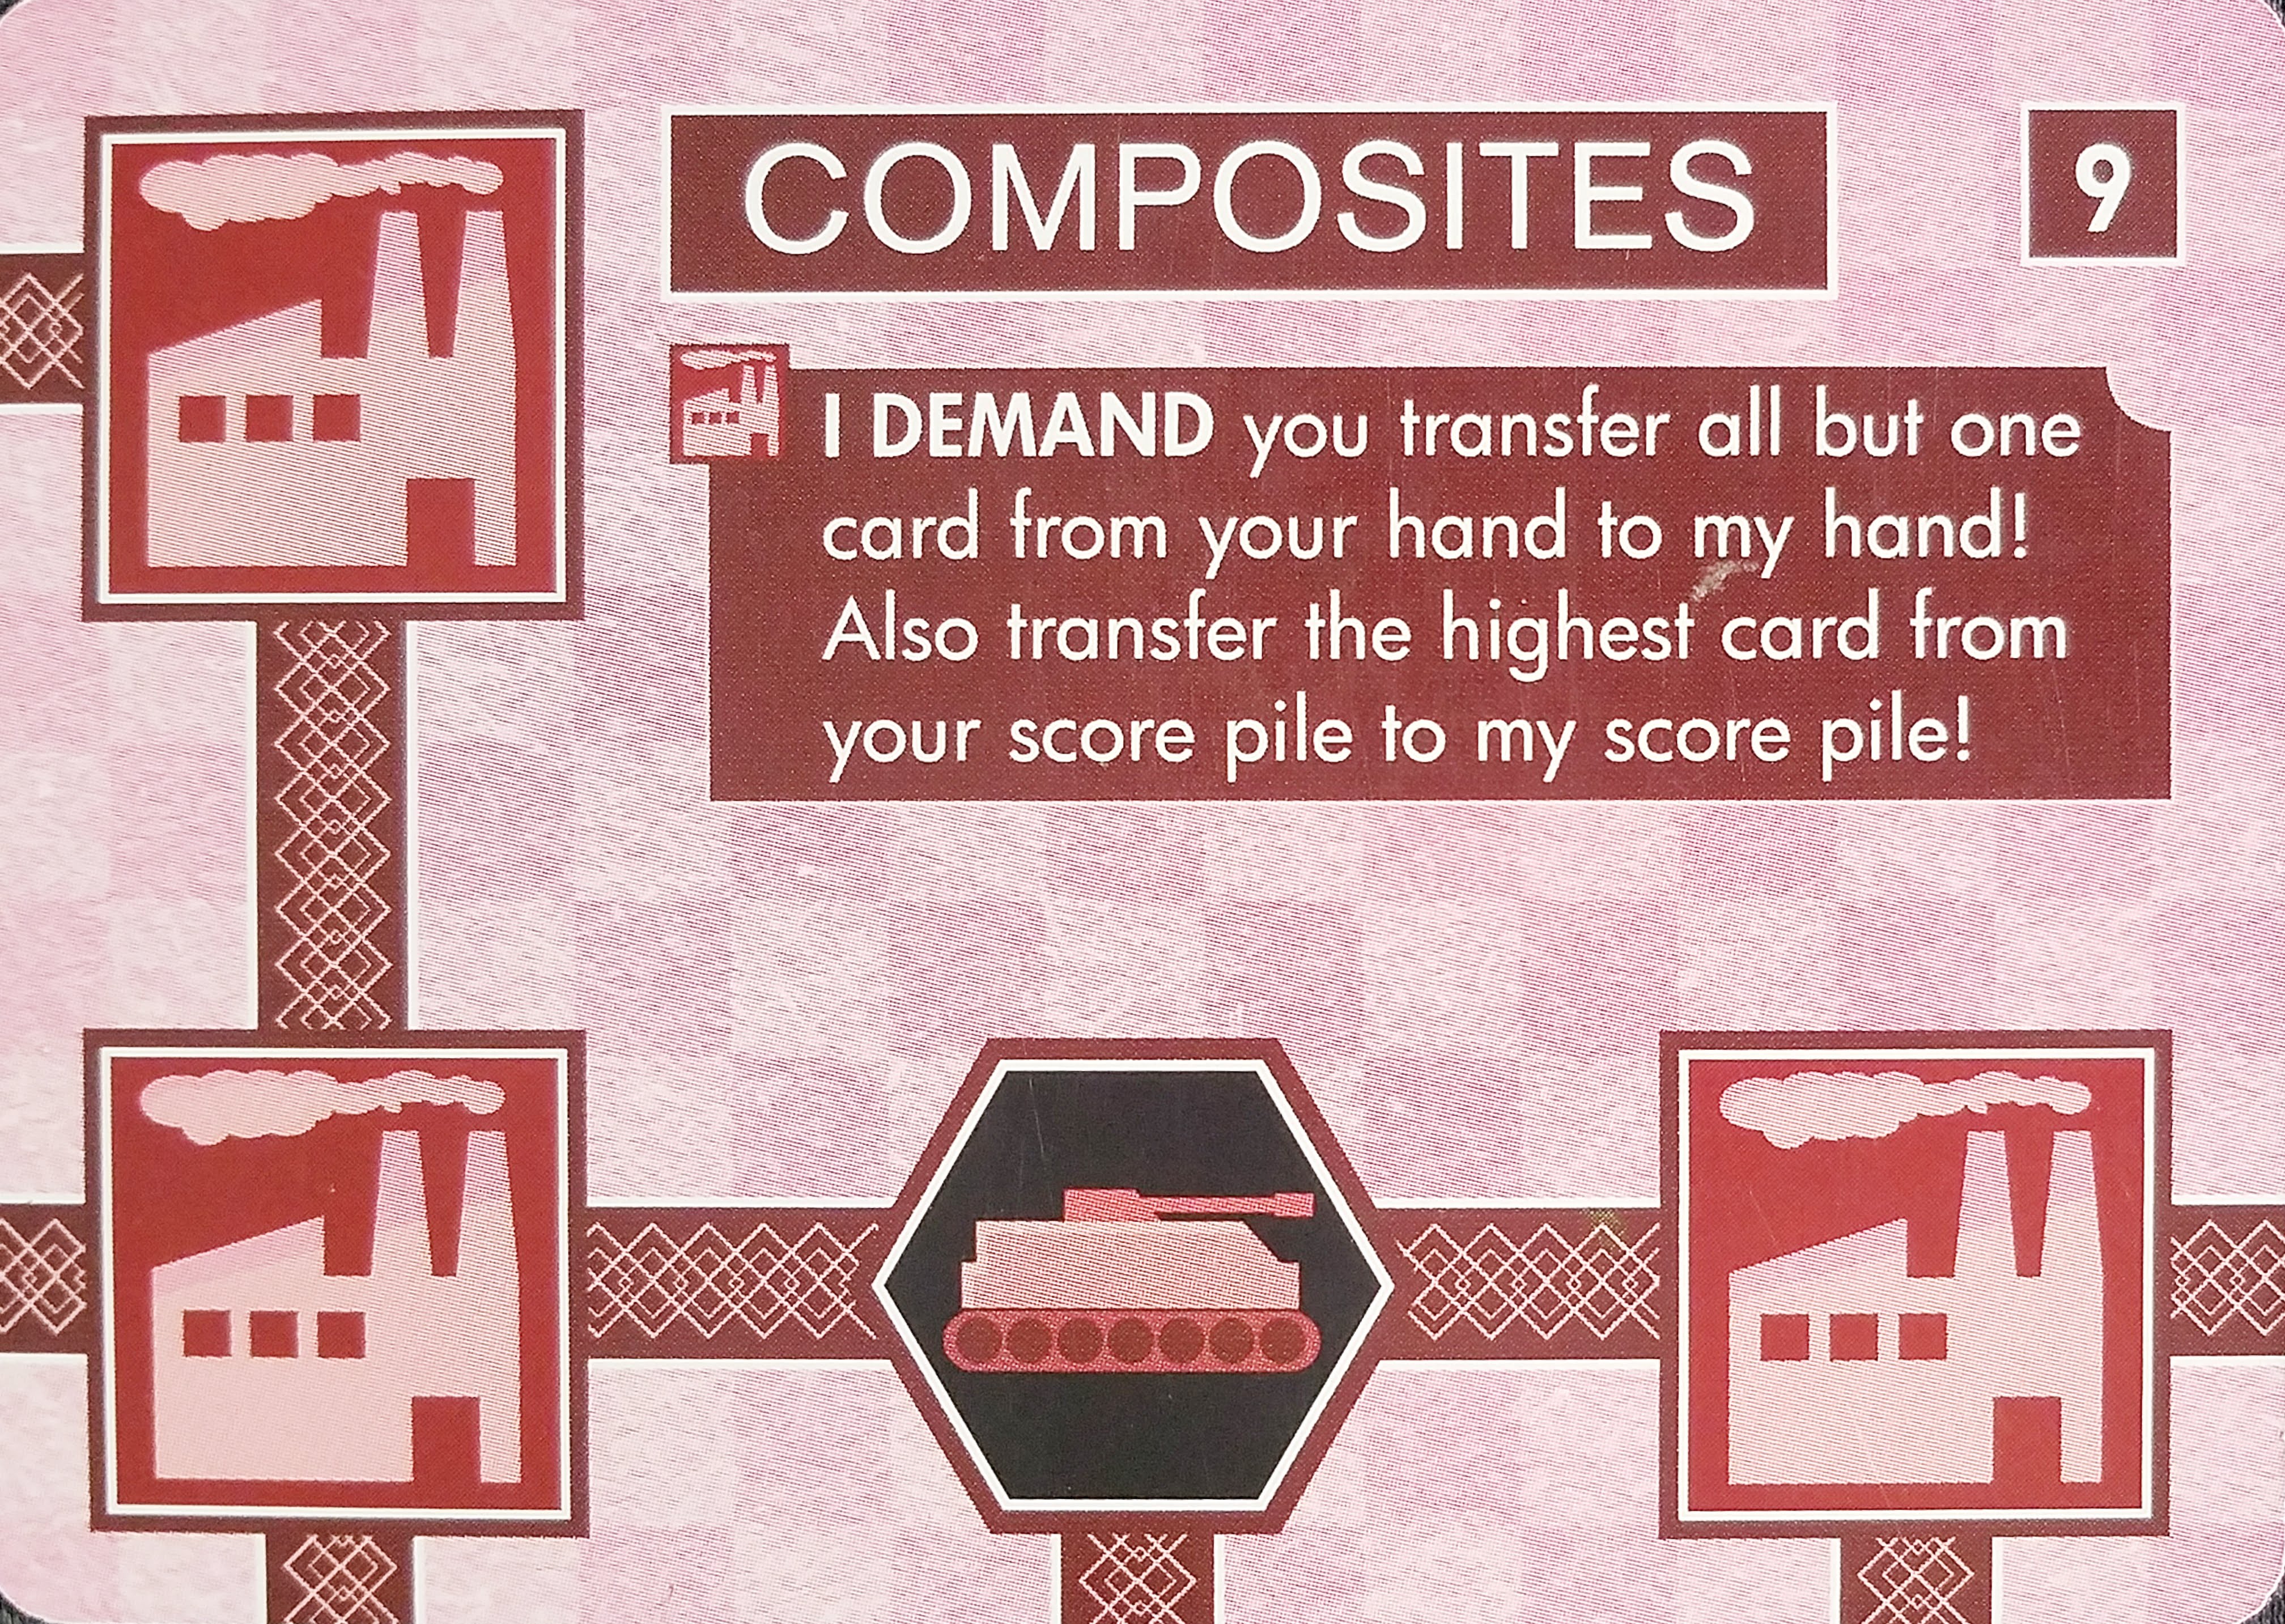 COMPOSITES
9
I DEMAND you transfer all but one
card from your hand to my hand!
Also transfer the highest card from
your score pile to my score pile!